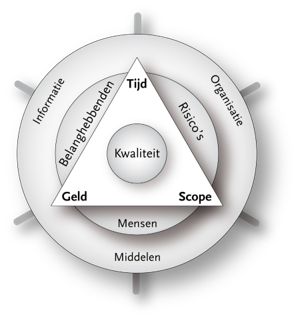 Informatie
Organisatie
Tijd
Belanghebbenden
Risico's
Kwaliteit
Geld
Scope
Mensen
Middelen